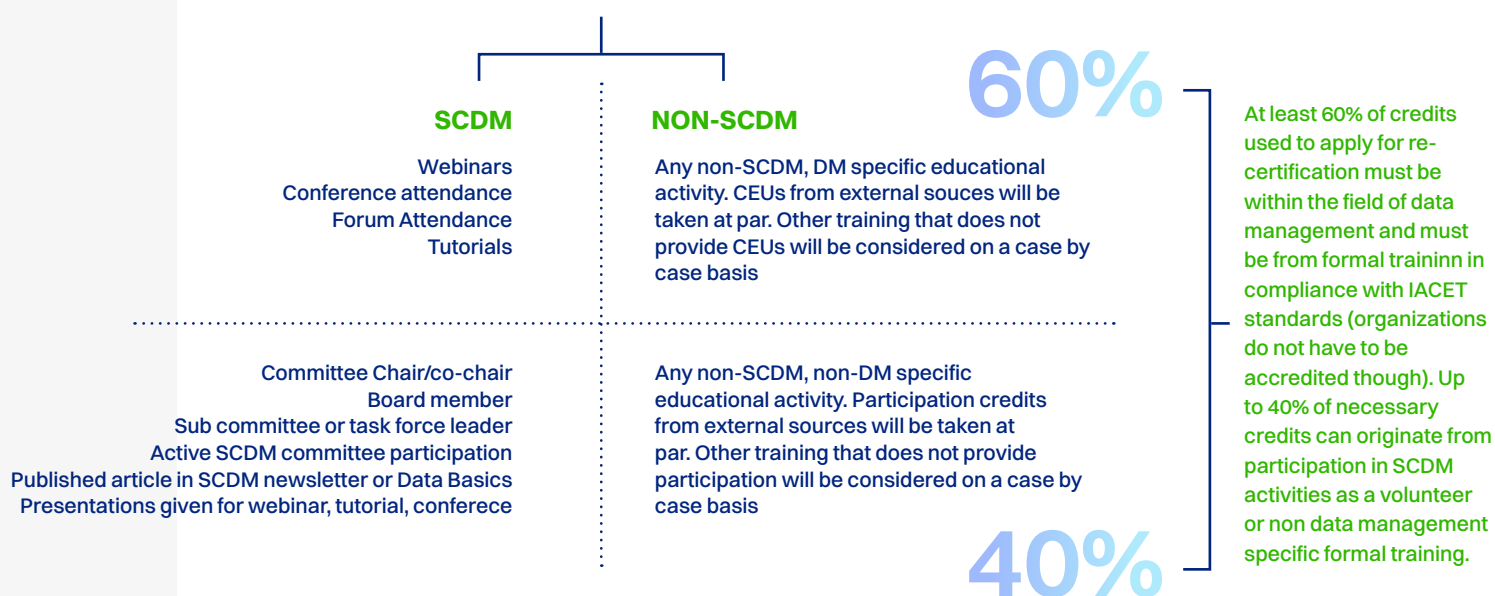 60%
SCDM
NON-SCDM
Webinars
Conference attendance
Forum Attendance
Tutorials
Any non-SCDM, DM specific educational
activity. CEUs from external souces will be
taken at par. Other training that does not
provide CEUs will be considered on a case by
case basis
Committee Chair/co-chair
Board member
Sub committee or task force leader
Active SCDM committee participation
Published article in SCDM newsletter or Data Basics
Presentations given for webinar, tutorial, conferece
Any non-SCDM, non-DM specific
educational activity. Participation credits
from external sources will be taken at
par. Other training that does not provide
participation will be considered on a case by
case basis
40%
At least 60% of credits
used to apply for re-
certification must be
within the field of data
management and must
be from formal traininn in
compliance with IACET
standards (organizations
do not have to be
accredited though). Up
to 40% of necessary
credits can originate from
participation in SCDM
activities as a volunteer
or non data management
specific formal training.